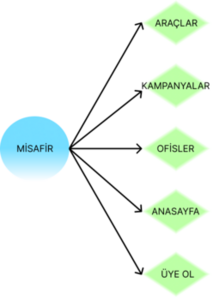 ARAÇLAR
KAMPANYALAR
MİSAFİR
OFİSLER
ANASAYFA
ÜYE OL